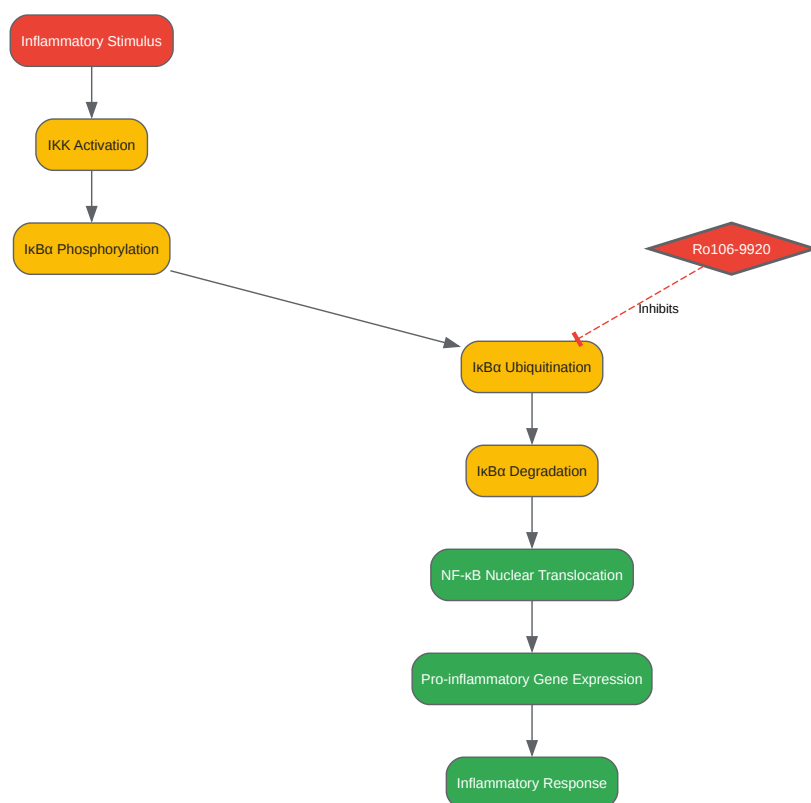 Inflammatory Stimulus
IKK Activation
IκBα Phosphorylation
Ro106-9920
Inhibits
IκBα Ubiquitination
IκBα Degradation
NF-κB Nuclear Translocation
Pro-inflammatory Gene Expression
Inflammatory Response